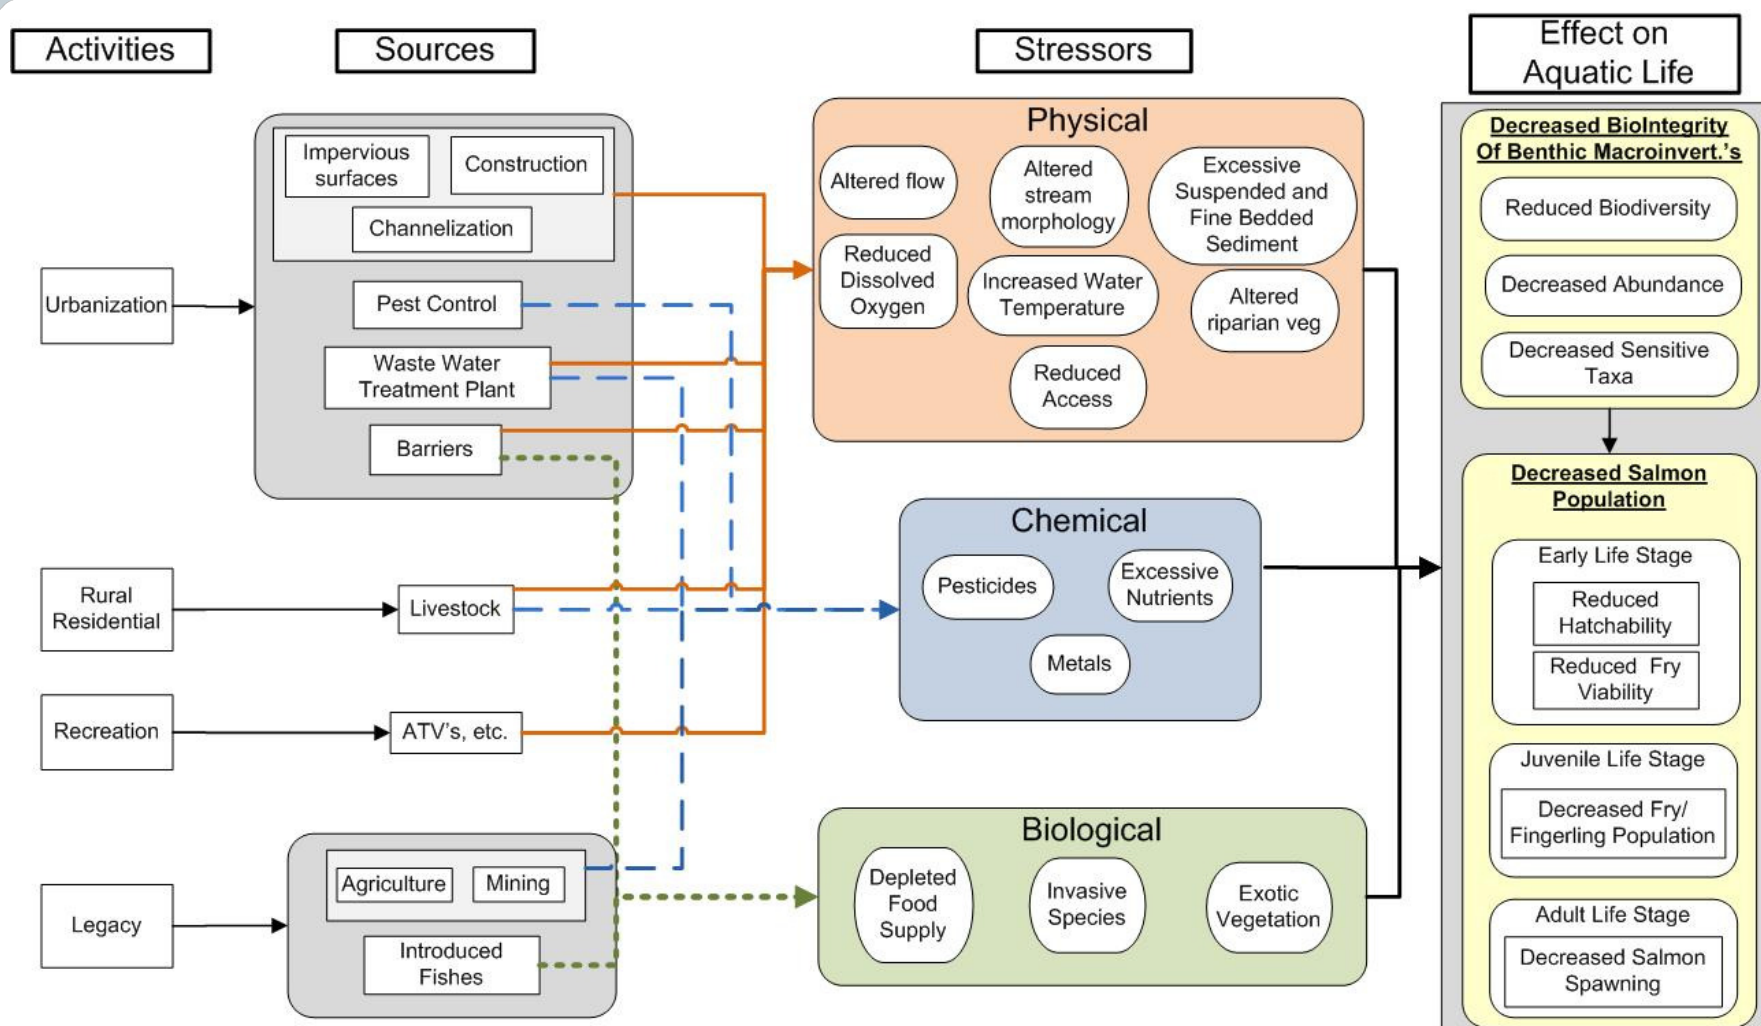 Activities
Sources
Stressors
Effect on
Aquatic Life
Urbanization
Rural
Residential
Recreation
Legacy
Impervious
surfaces
Construction
Channelization
Pest Control
Waste Water
Treatment Plant
Barriers
Livestock
ATV's, etc.
Agriculture
Mining
Introduced
Fishes
Physical
Altered flow
Altered
stream
morphology
Excessive
Suspended and
Fine Bedded
Sediment
Reduced
Dissolved
Oxygen
Increased Water
Temperature
Altered
riparian veg
Reduced
Access
Chemical
Pesticides
Excessive
Nutrients
Metals
Biological
Depleted
Food
Supply
Invasive
Species
Exotic
Vegetation
Decreased BioIntegrity
Of Benthic Macroinvert.'s
Reduced Biodiversity
Decreased Abundance
Decreased Sensitive
Taxa
Decreased Salmon
Population
Early Life Stage
Reduced
Hatchability
Reduced Fry
Viability
Juvenile Life Stage
Decreased Fry/
Fingerling Population
Adult Life Stage
Decreased Salmon
Spawning